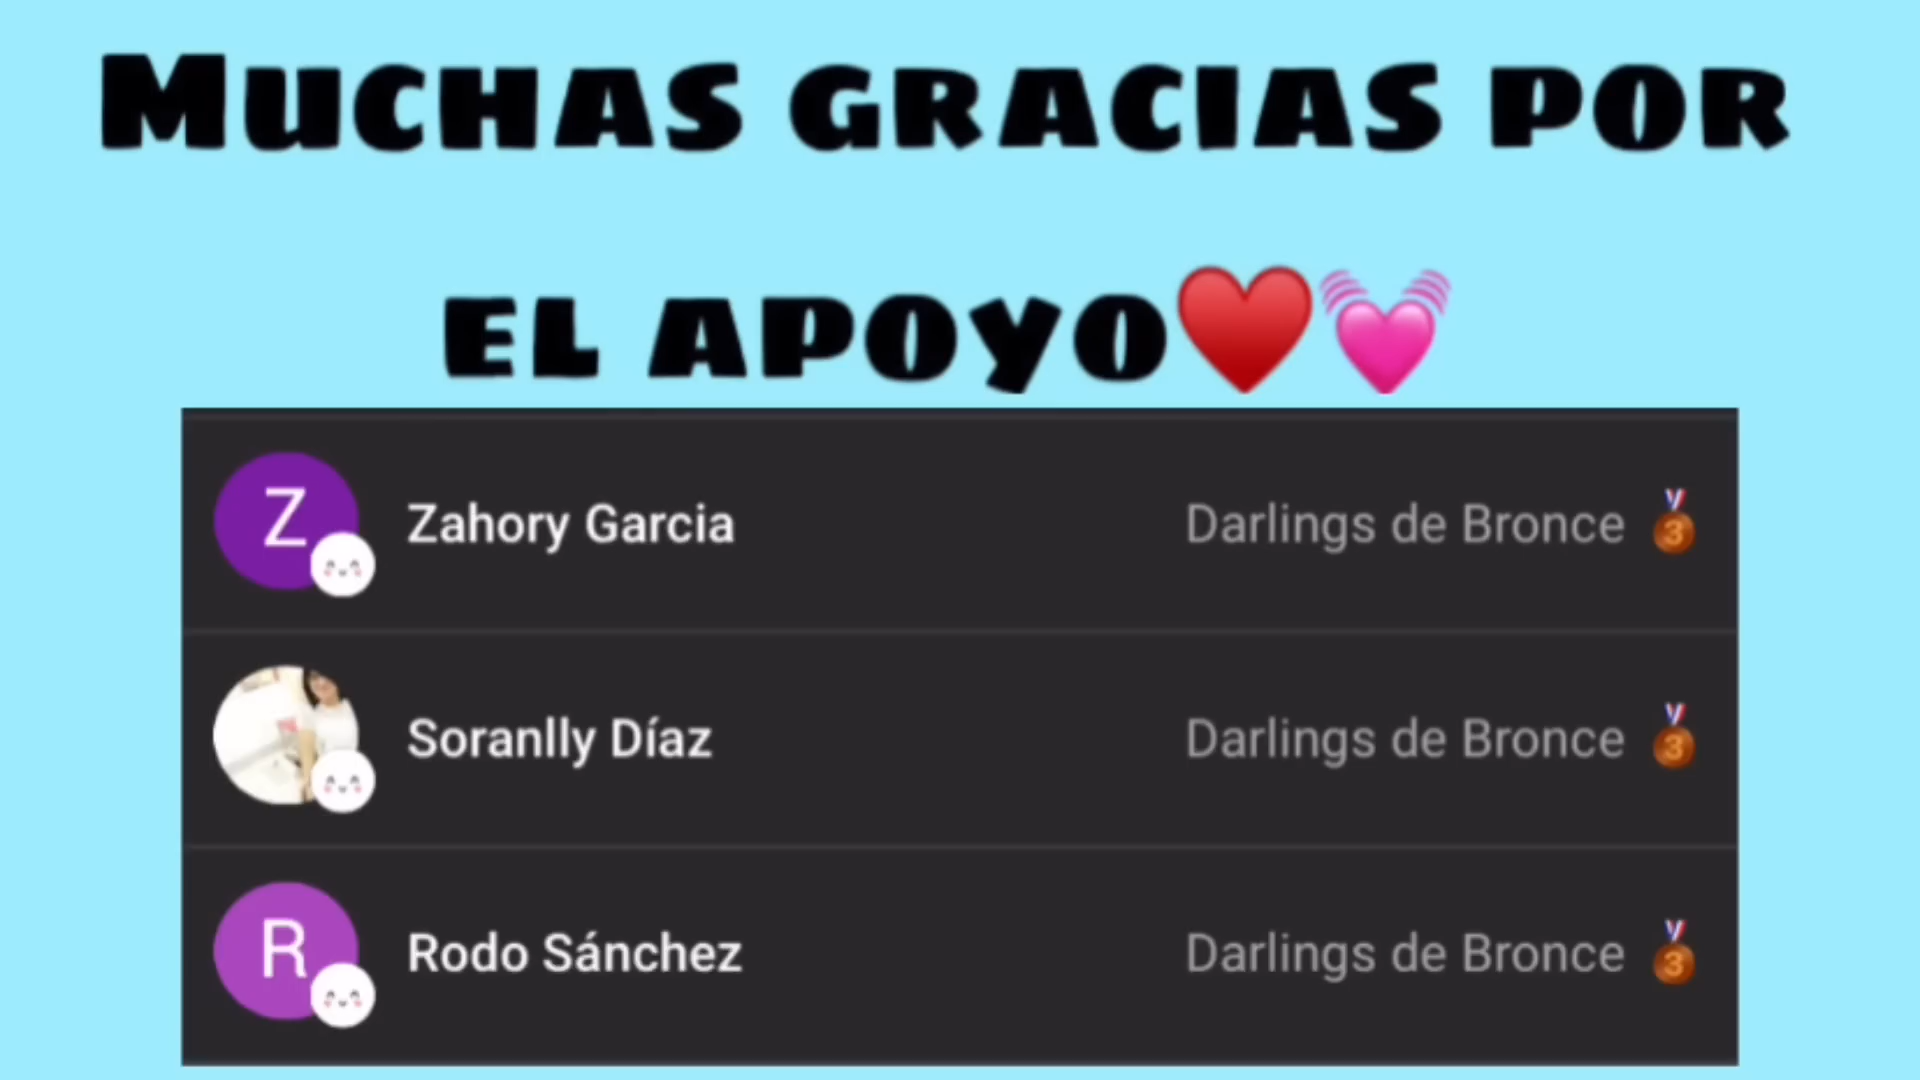 Muchas gracias por
el apoyo❤️💓
Z Zahory Garcia Darlings de Bronce 🥉
Soranlly Díaz Darlings de Bronce 🥉
R Rodo Sánchez Darlings de Bronce 🥉